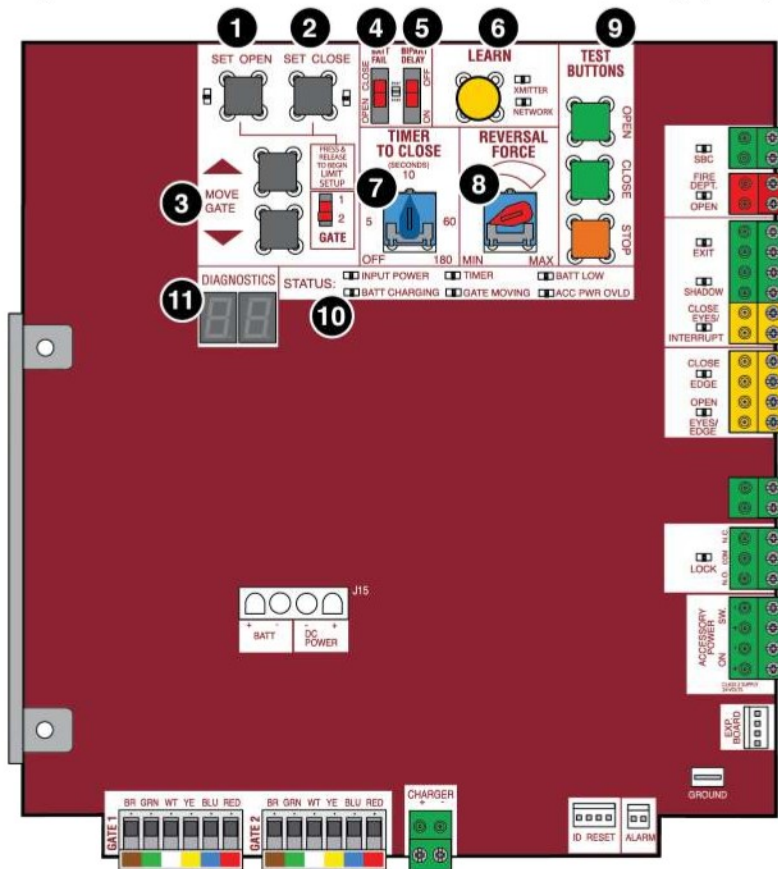 1 2 4 5 6 9
SET OPEN SET CLOSE
BATT FAIL
OPEN CLOSE
BIPART DELAY
ON OFF
LEARN
XMITTER
NETWORK
TEST BUTTONS
OPEN
CLOSE
STOP
3
MOVE GATE
PRESS & RELEASE TO BEGIN LIMIT SETUP
1
2
GATE
7
TIMER TO CLOSE
(SECONDS)
10
5 60
OFF 180
8
REVERSAL FORCE
MIN MAX
11
DIAGNOSTICS
88
10
STATUS: INPUT POWER TIMER BATT LOW
BATT CHARGING GATE MOVING ACC PWR OVLD
SBC
FIRE DEPT.
OPEN
EXIT
SHADOW
CLOSE EYES/
INTERRUPT
CLOSE
EDGE
OPEN
EYES/
EDGE
LOCK
N.C.
COM
N.O.
ACCESSORY POWER
SW.
ON
- + - +
CLASS 2 SUPPLY
24 VOLTS
EXP. BOARD
GROUND
J15
+ - - +
BATT DC POWER
GATE 1
BR GRN WT YE BLU RED
GATE 2
BR GRN WT YE BLU RED
CHARGER
+ -
ID RESET
ALARM